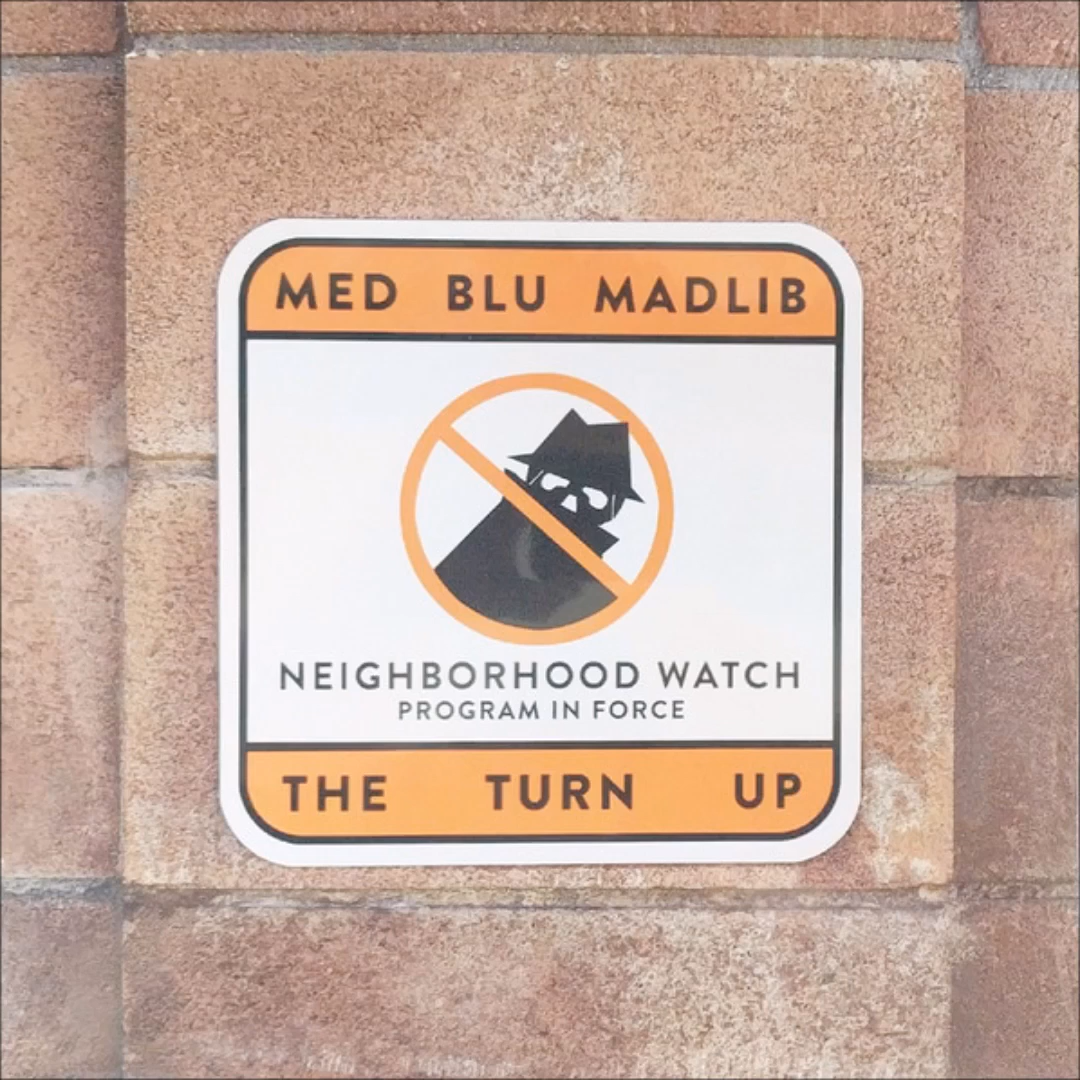 MED BLU MADLIB
NEIGHBORHOOD WATCH
PROGRAM IN FORCE
THE TURN UP